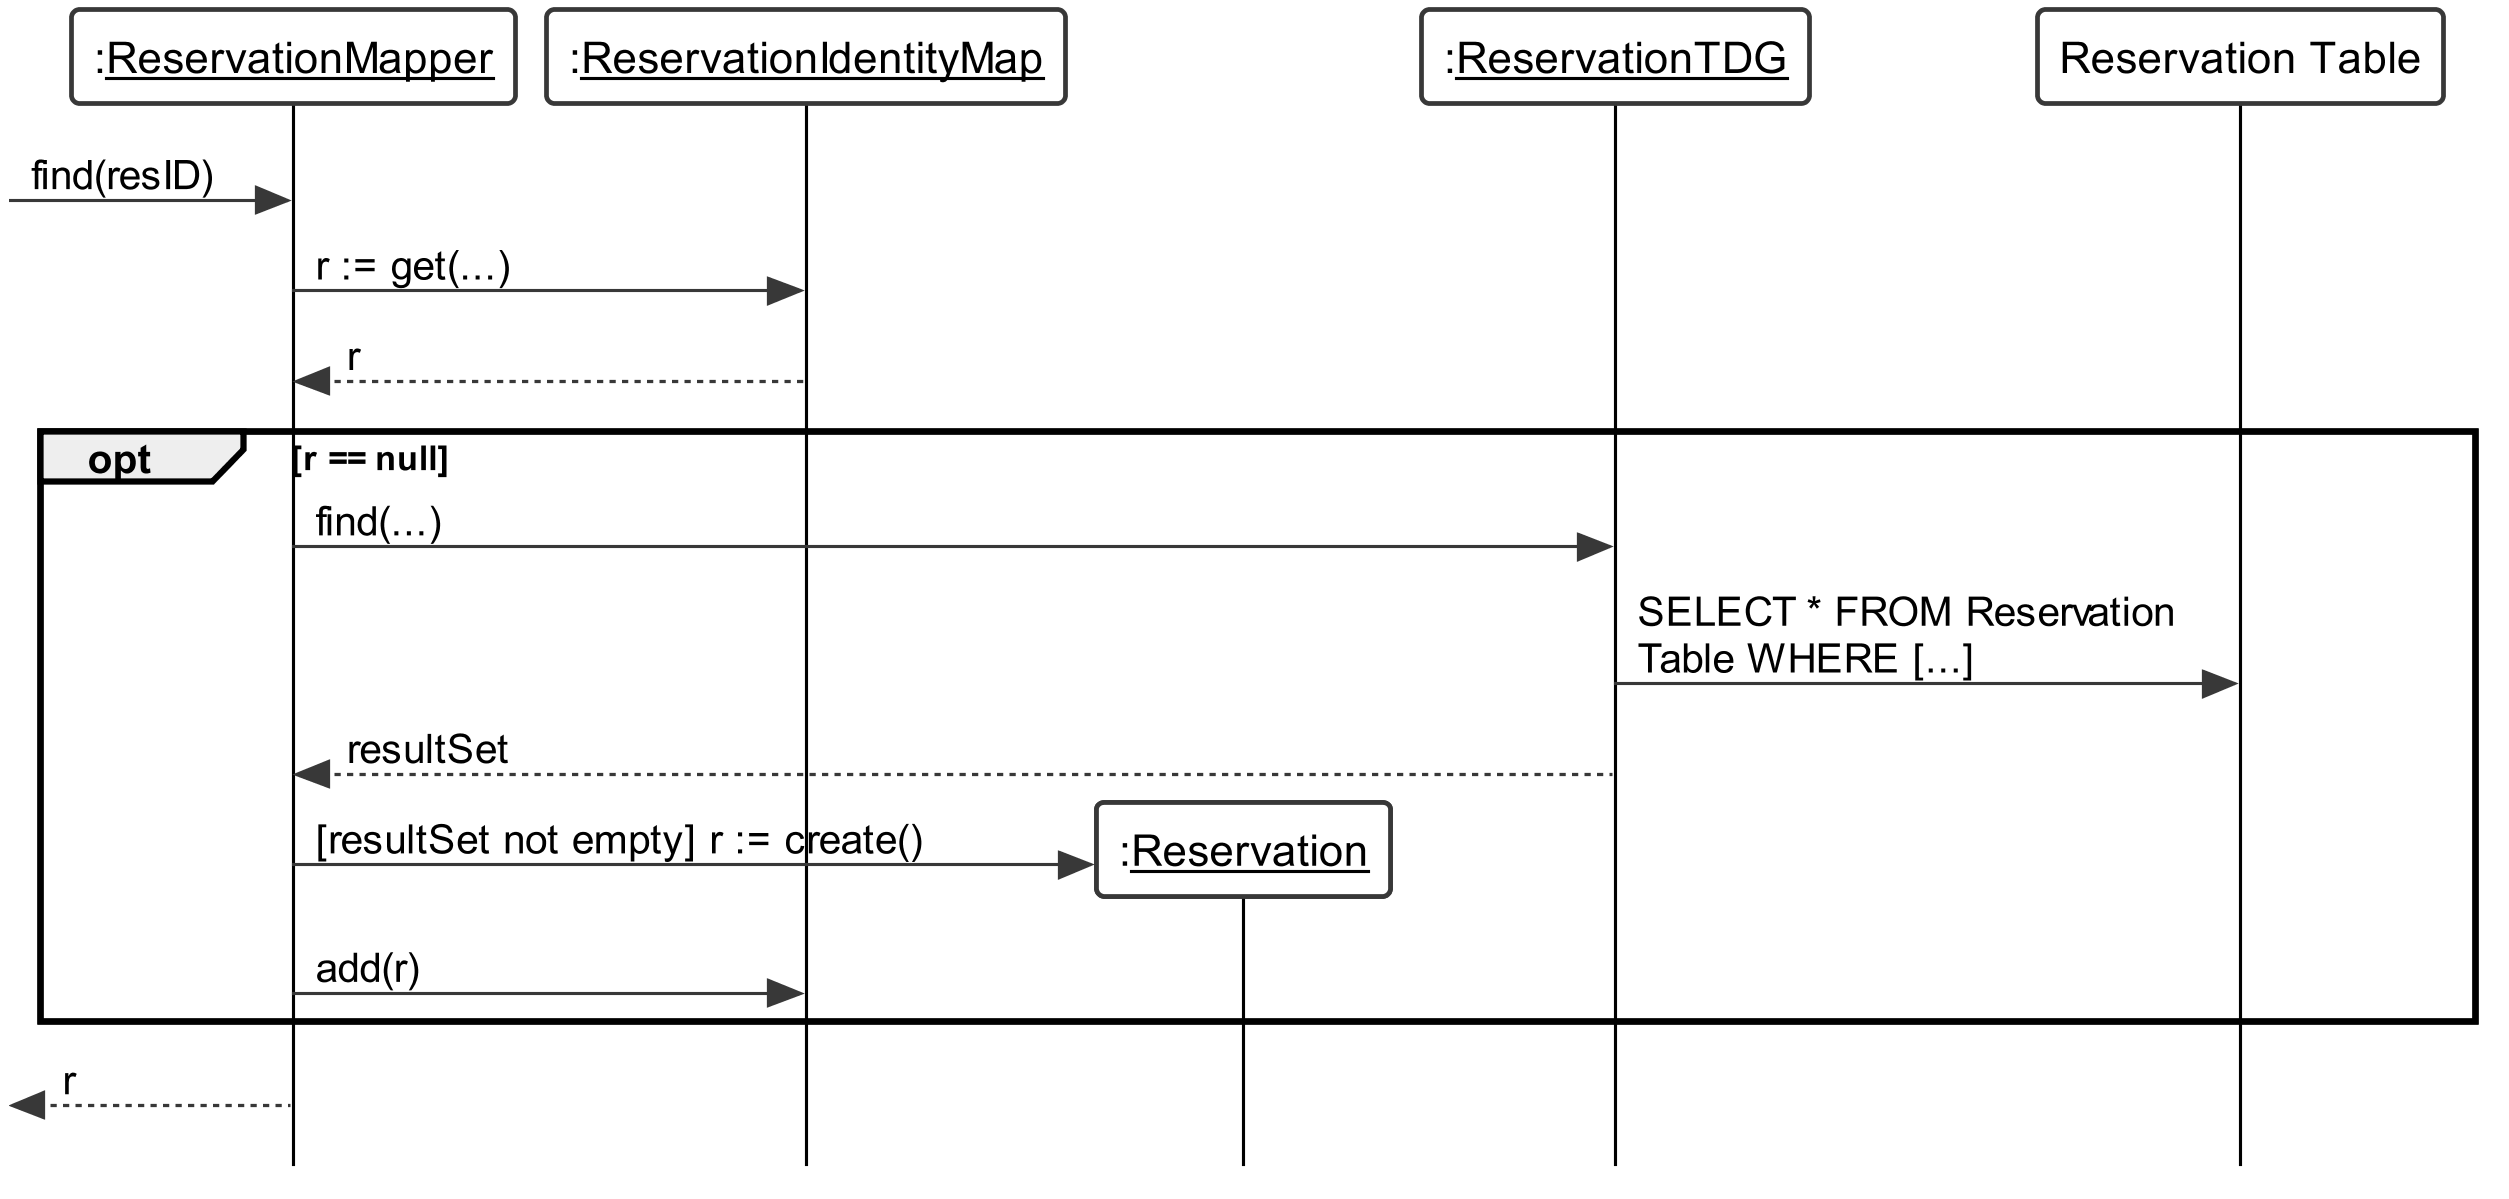 :ReservationMapper
:ReservationIdentityMap
:ReservationTDG
Reservation Table
find(resID)
r := get(...)
r
opt
[r == null]
find(...)
SELECT * FROM Reservation
Table WHERE [...]
resultSet
[resultSet not empty] r := create()
:Reservation
add(r)
r